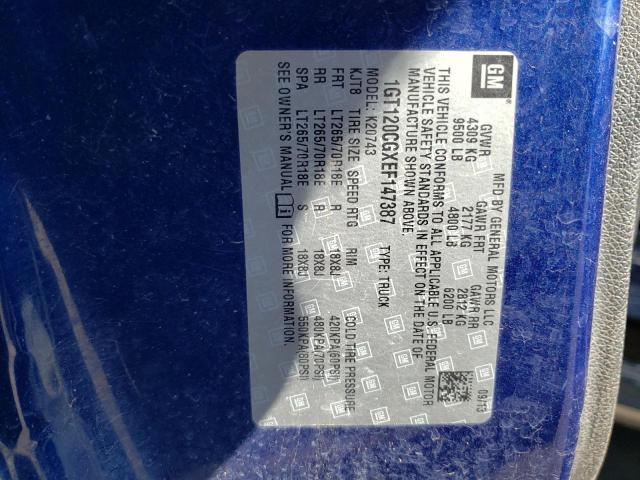 GM
MFD BY GENERAL MOTORS LLC 09/13
GVWR GAWR FRT GAWR RR
4309 KG 2177 KG 2812 KG
9500 LB 4800 LB 6200 LB
THIS VEHICLE CONFORMS TO ALL APPLICABLE U.S. FEDERAL MOTOR
VEHICLE SAFETY STANDARDS IN EFFECT ON THE DATE OF
MANUFACTURE SHOWN ABOVE.
1GT120CGXEF147387 TYPE: TRUCK
MODEL: K20743
KJT8 TIRE SIZE SPEED RTG RIM COLD TIRE PRESSURE
FRT LT265/70R18E R 18X8J 420KPA(60PSI)
RR LT265/70R18E R 18X8J 480KPA(70PSI)
SPA LT265/70R18E S 18X8J 550KPA(80PSI)
SEE OWNER'S MANUAL FOR MORE INFORMATION.